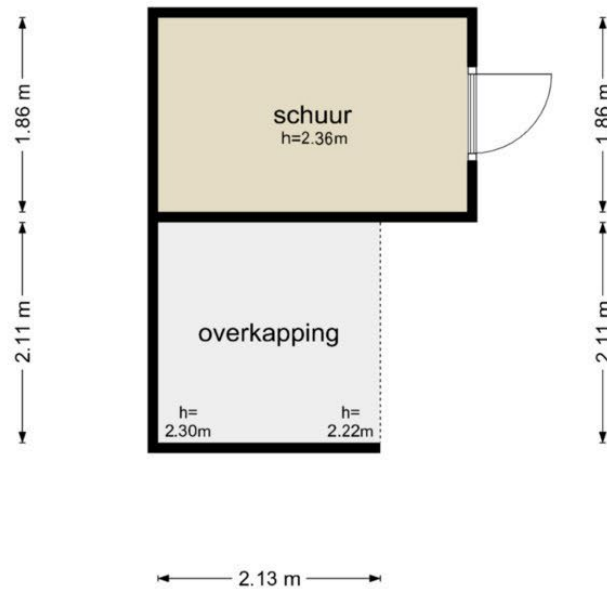 schuur
h=2.36m
1.86 m
1.86 m
overkapping
2.11 m
2.11 m
h=
2.30m
h=
2.22m
2.13 m